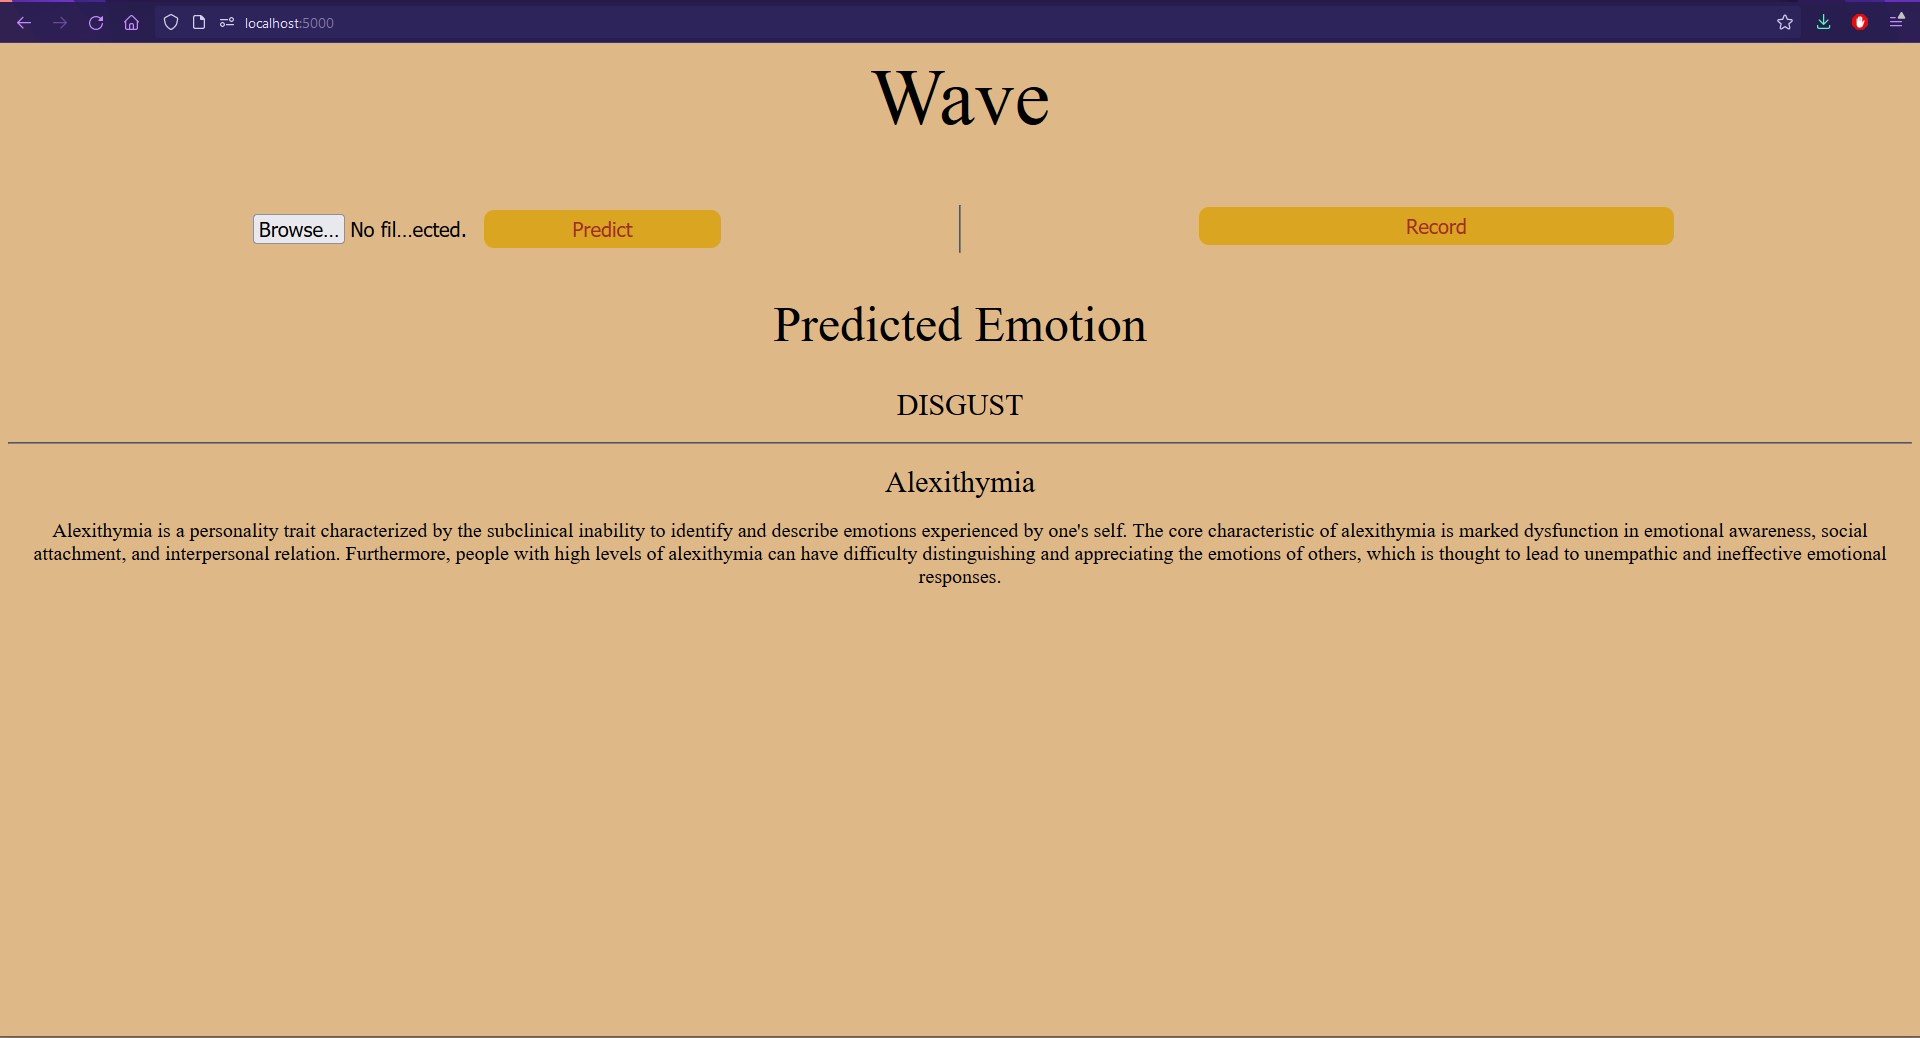 localhost:5000
Wave
Browse... No fil...ected. Predict Record
Predicted Emotion
DISGUST
Alexithymia
Alexithymia is a personality trait characterized by the subclinical inability to identify and describe emotions experienced by one's self. The core characteristic of alexithymia is marked dysfunction in emotional awareness, social
attachment, and interpersonal relation. Furthermore, people with high levels of alexithymia can have difficulty distinguishing and appreciating the emotions of others, which is thought to lead to unempathic and ineffective emotional
responses.